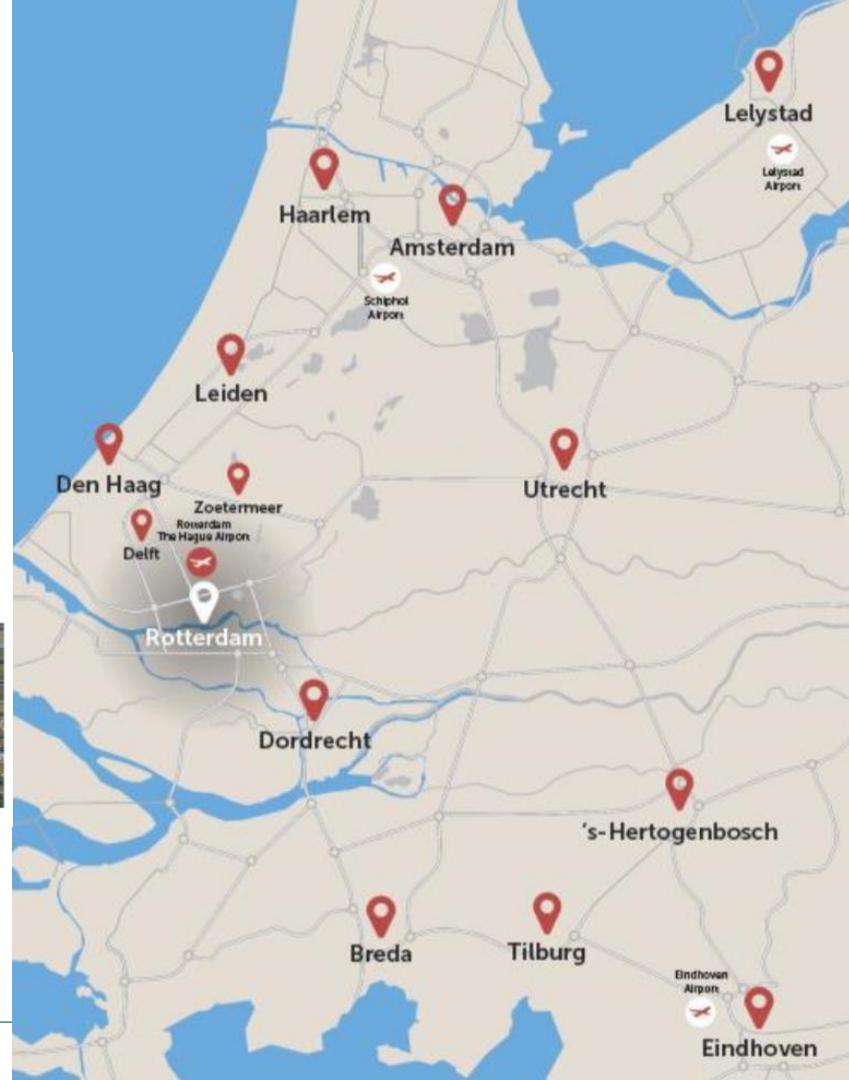 Lelystad
Lelystad
Airport
Haarlem
Amsterdam
Schiphol
Airport
Leiden
Den Haag
Zoetermeer
Utrecht
Rotterdam
The Hague Airport
Delft
Rotterdam
Dordrecht
's-Hertogenbosch
Breda
Tilburg
Eindhoven
Airport
Eindhoven